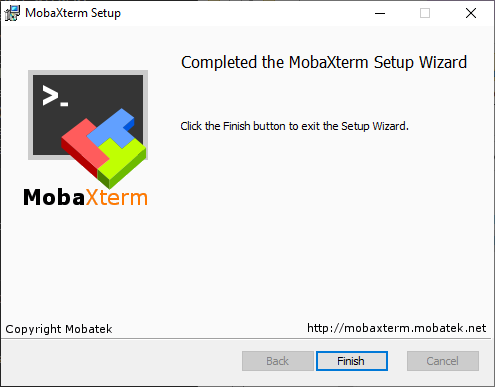 MobaXterm Setup
Completed the MobaXterm Setup Wizard
>_
Click the Finish button to exit the Setup Wizard.
MobaXterm
Copyright Mobatek
http://mobaxterm.mobatek.net
Back
Finish
Cancel